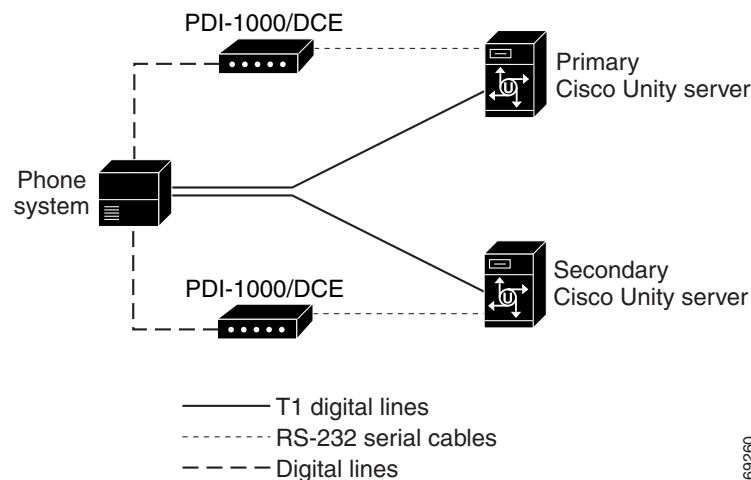 PDI-1000/DCE
Primary
Cisco Unity server
Phone
system
PDI-1000/DCE
Secondary
Cisco Unity server
T1 digital lines
RS-232 serial cables
Digital lines
69260